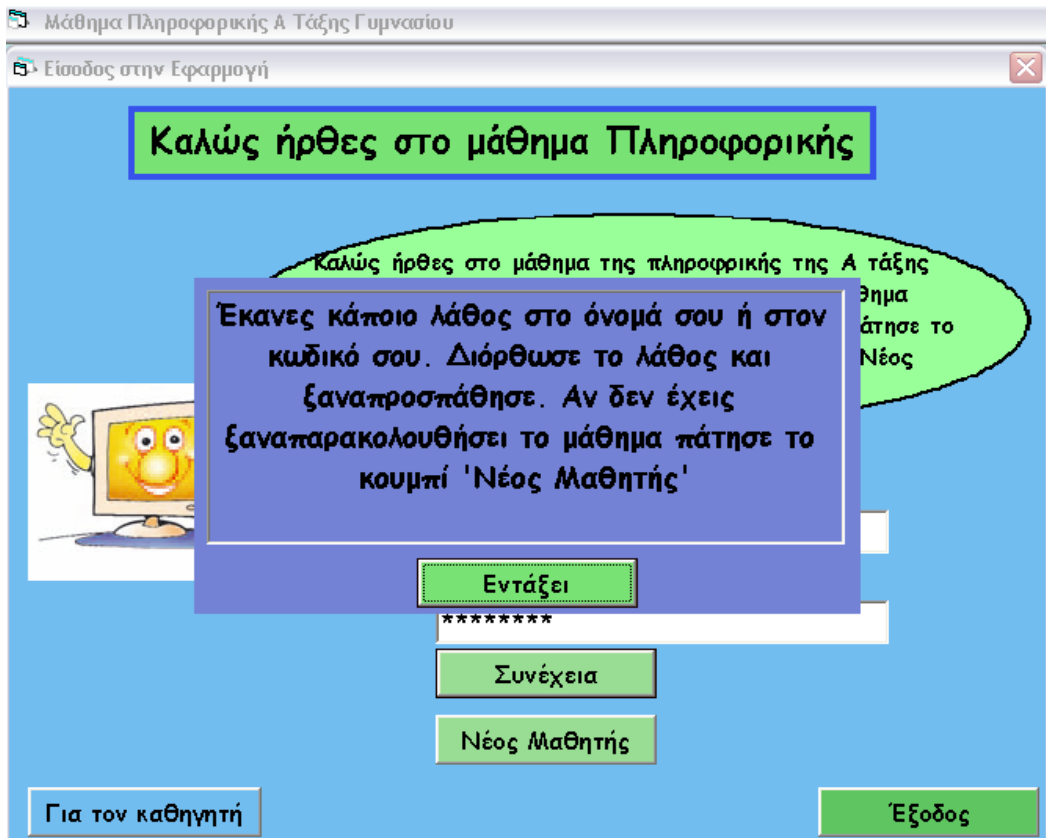 Μάθημα Πληροφορικής Α Τάξης Γυμνασίου
Είσοδος στην Εφαρμογή
Καλώς ήρθες στο μάθημα Πληροφορικής
Καλώς ήρθες στο μάθημα της πληροφρικής της Α τάξης
άτησε το
Νέος
Έκανες κάποιο λάθος στο όνομά σου ή στον
κωδικό σου. Διόρθωσε το λάθος και
ξαναπροσπάθησε. Αν δεν έχεις
ξαναπαρακολουθήσει το μάθημα πάτησε το
κουμπί 'Νέος Μαθητής'
Εντάξει
********
Συνέχεια
Νέος Μαθητής
Για τον καθηγητή
Έξοδος